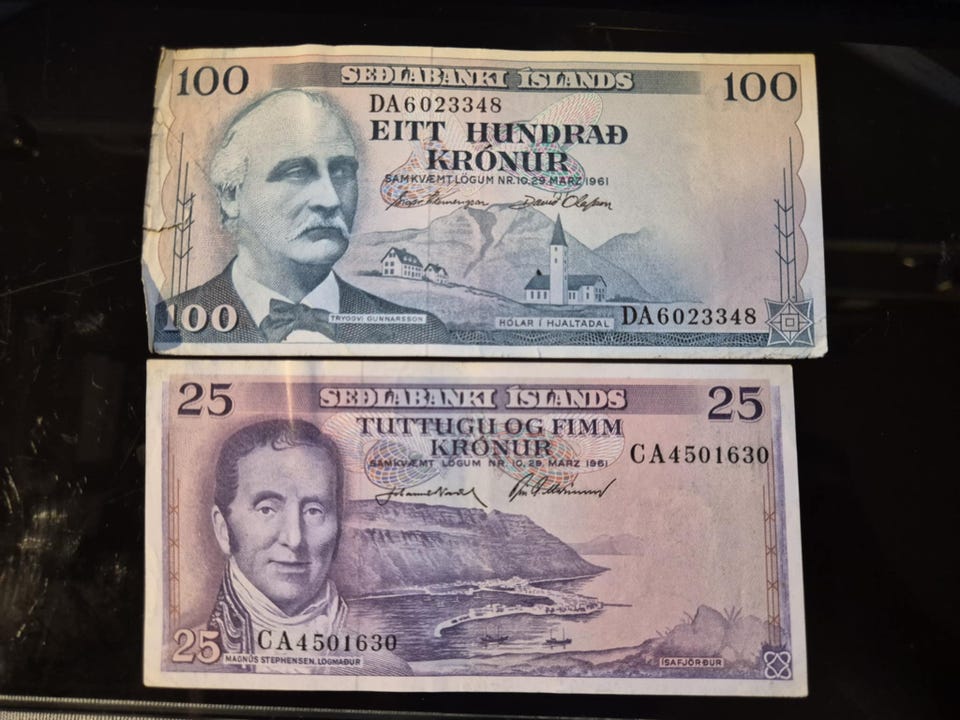 100 SEÐLABANKI ÍSLANDS 100
DA6023348
EITT HUNDRAÐ
KRÓNUR
SAMKVÆMT LÖGUM NR. 10, 29. MARZ 1961
100 TRYGGVI GUNNARSSON HÓLAR Í HJALTADAL DA6023348
25 SEÐLABANKI ÍSLANDS 25
TUTTUGU OG FIMM
KRÓNUR CA4501630
SAMKVÆMT LÖGUM NR. 10, 29. MARZ 1961
25 CA4501630
MAGNÚS STEPHENSEN, LÖGMAÐUR ÍSAFJÖRÐUR